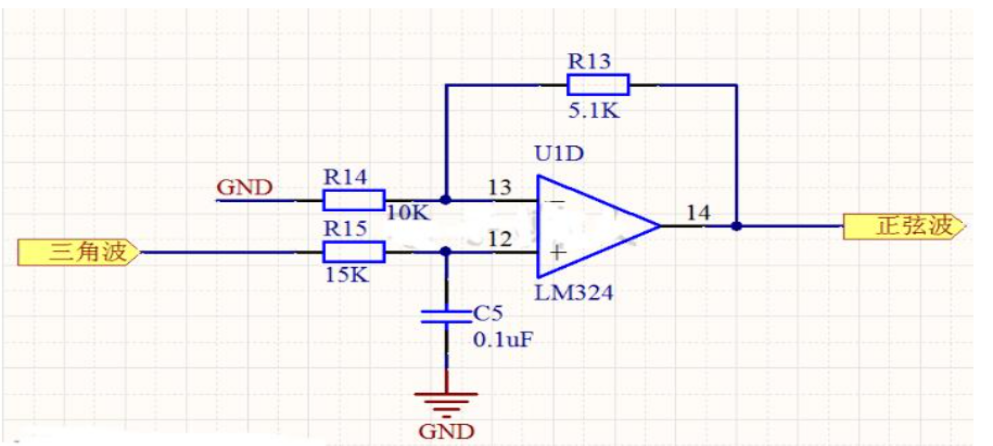 R13
5.1K
U1D
GND
R14
10K
13
−
14
正弦波
三角波
R15
15K
12
+
LM324
C5
0.1uF
GND